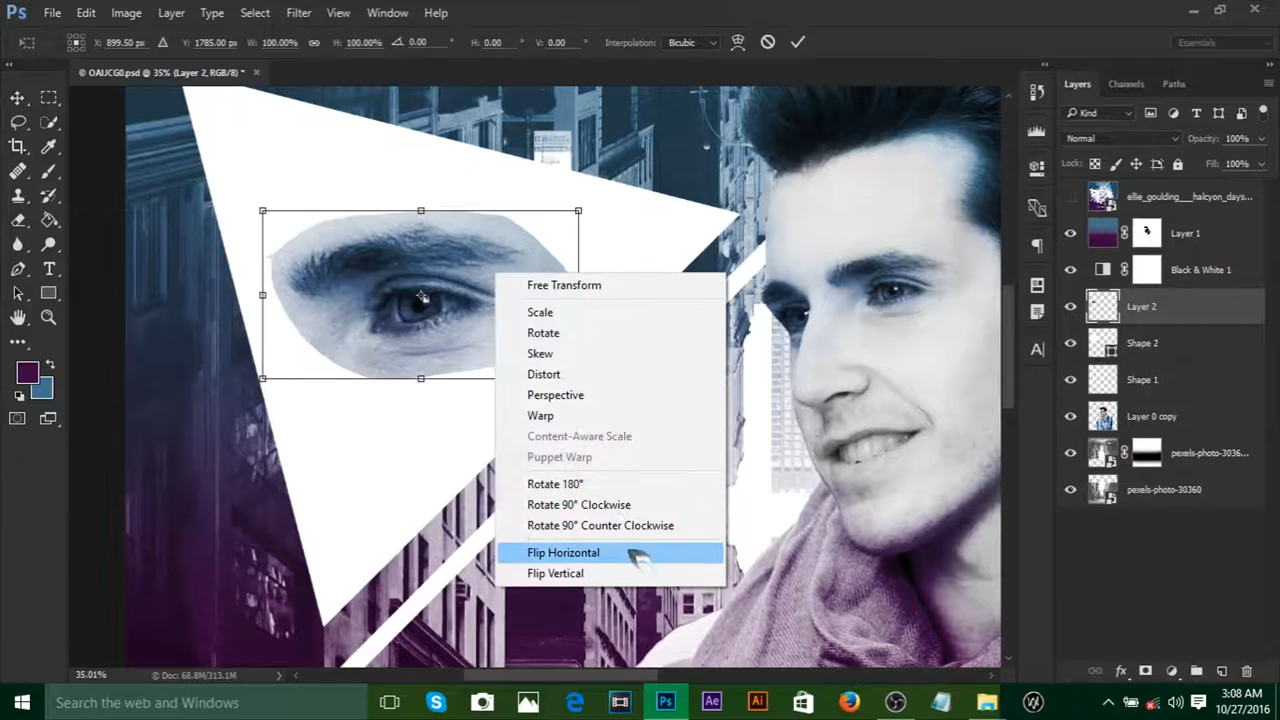 Ps File Edit Image Layer Type Select Filter 3D View Window Help
X: 899.50 px Y: 1785.00 px W: 100.00% H: 100.00% 0.00 ° H: 0.00 ° V: 0.00 ° Interpolation: Bicubic Essentials
© OAIJCG0.psd @ 35% (Layer 2, RGB/8) * ×
Layers Channels Paths
Kind
Normal Opacity: 100%
Lock: Fill: 100%
ellie_goulding___halcyon_days...
Layer 1
Black & White 1
Layer 2
Shape 2
Shape 1
Layer 0 copy
pexels-photo-3036...
pexels-photo-30360
Free Transform
Scale
Rotate
Skew
Distort
Perspective
Warp
Content-Aware Scale
Puppet Warp
Rotate 180°
Rotate 90° Clockwise
Rotate 90° Counter Clockwise
Flip Horizontal
Flip Vertical
35.01% Doc: 68.8M/313.1M
Search the web and Windows
Ps Ae Ai
3:08 AM
10/27/2016